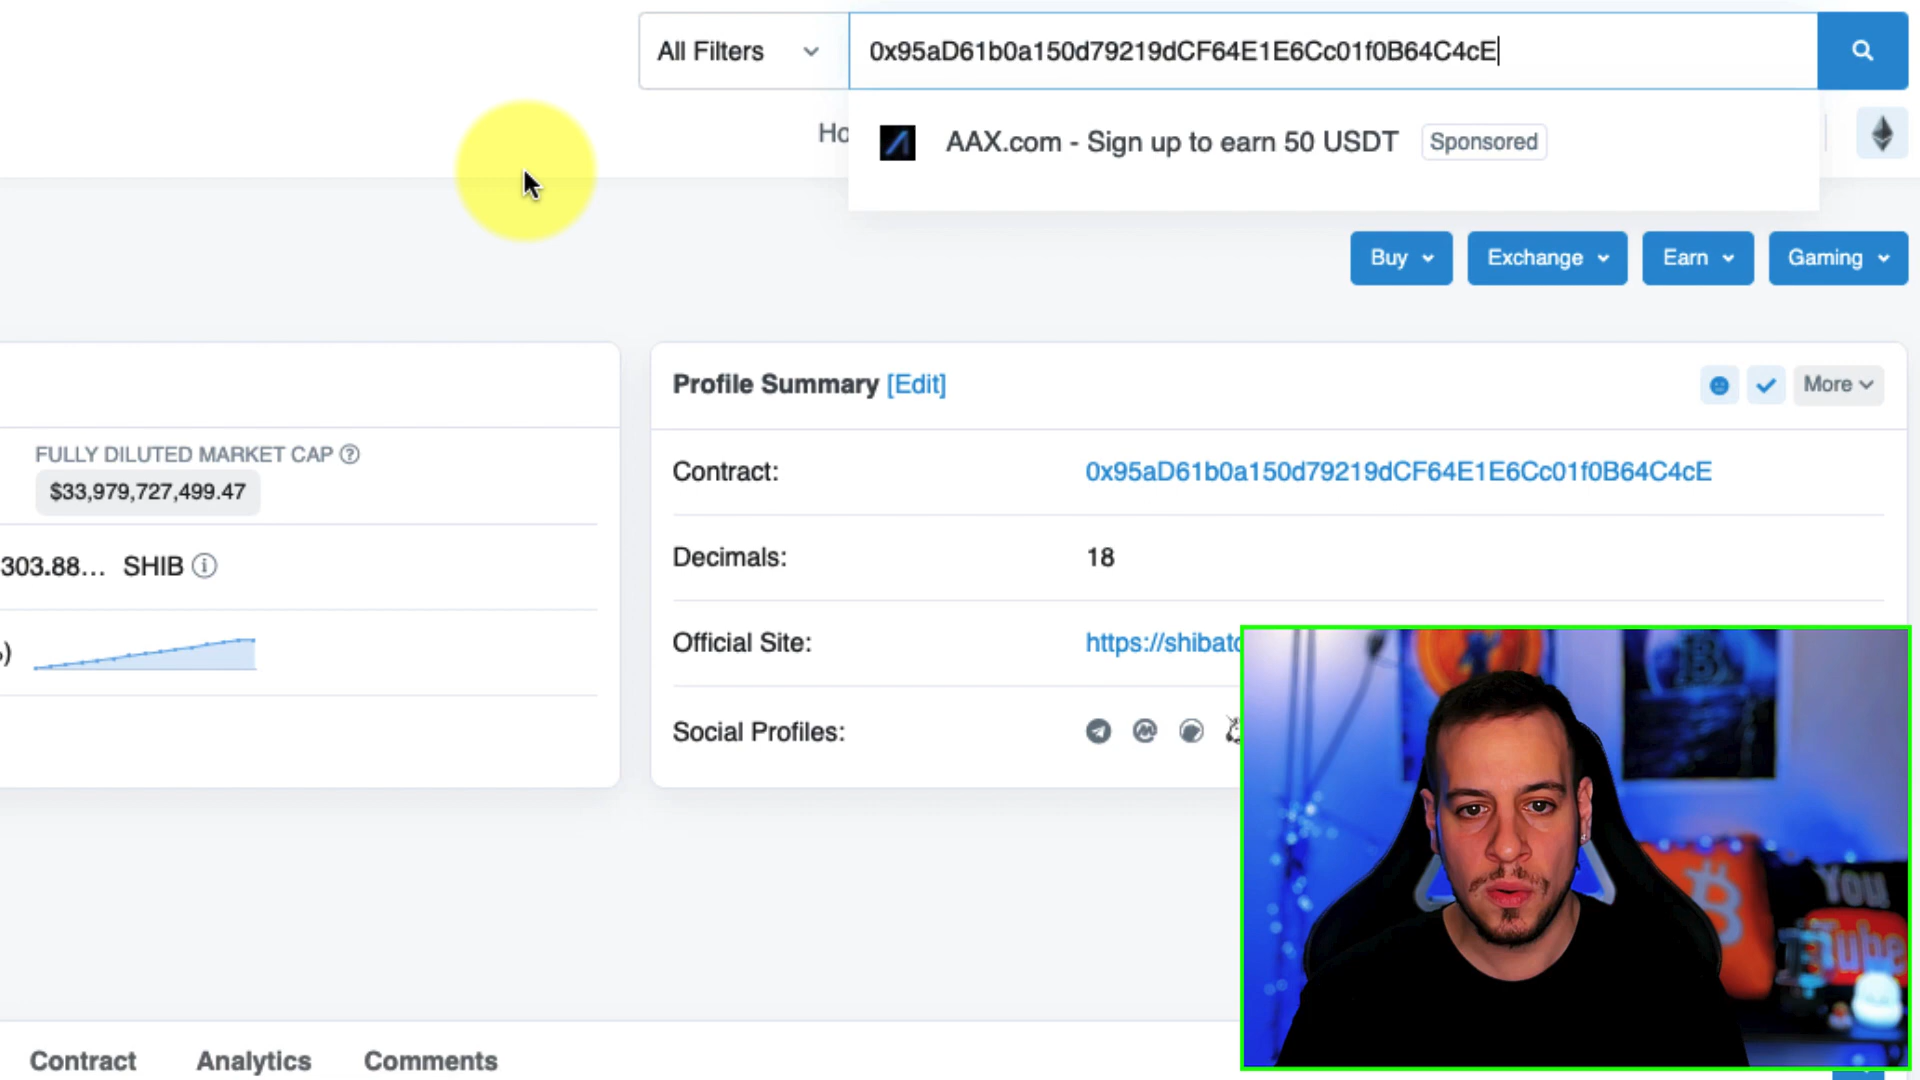 All Filters
0x95aD61b0a150d79219dCF64E1E6Cc01f0B64C4cE
Ho
AAX.com - Sign up to earn 50 USDT
Sponsored
Buy
Exchange
Earn
Gaming
Profile Summary [Edit]
More
FULLY DILUTED MARKET CAP
$33,979,727,499.47
Contract:
0x95aD61b0a150d79219dCF64E1E6Cc01f0B64C4cE
303.88... SHIB
Decimals:
18
Official Site:
https://shibato
Social Profiles:
You
Tube
Contract
Analytics
Comments